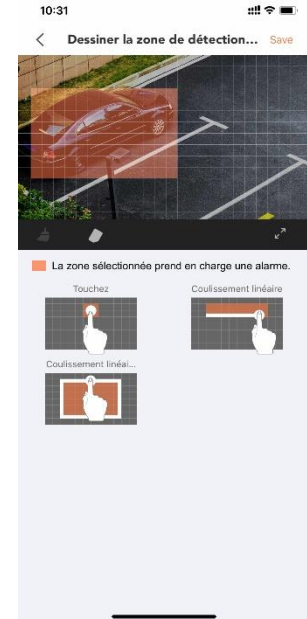 10:31
Dessiner la zone de détection... Save
La zone sélectionnée prend en charge une alarme.
Touchez Coulissement linéaire
Coulissement linéai...